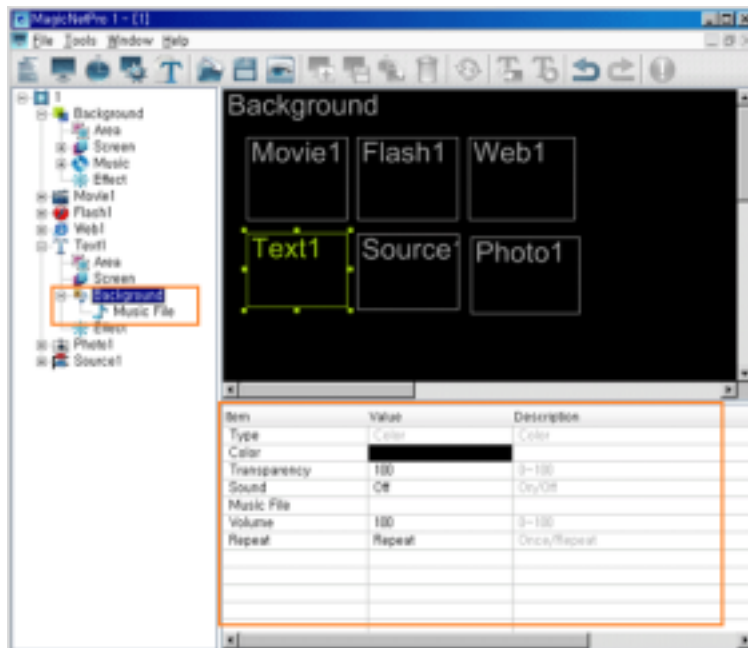 MagicNetPro 1 - [1]
File Tools Window Help
1
Background
Area
Screen
Music
Effect
Movie1
Flash1
Web1
Text1
Area
Screen
Background
Music File
Effect
Photo1
Source1
Background
Movie1 Flash1 Web1
Text1 Source1 Photo1
Item Value Description
Type Color Color
Color
Transparency 100 0~100
Sound Off On/Off
Music File
Volume 100 0~100
Repeat Repeat Once/Repeat